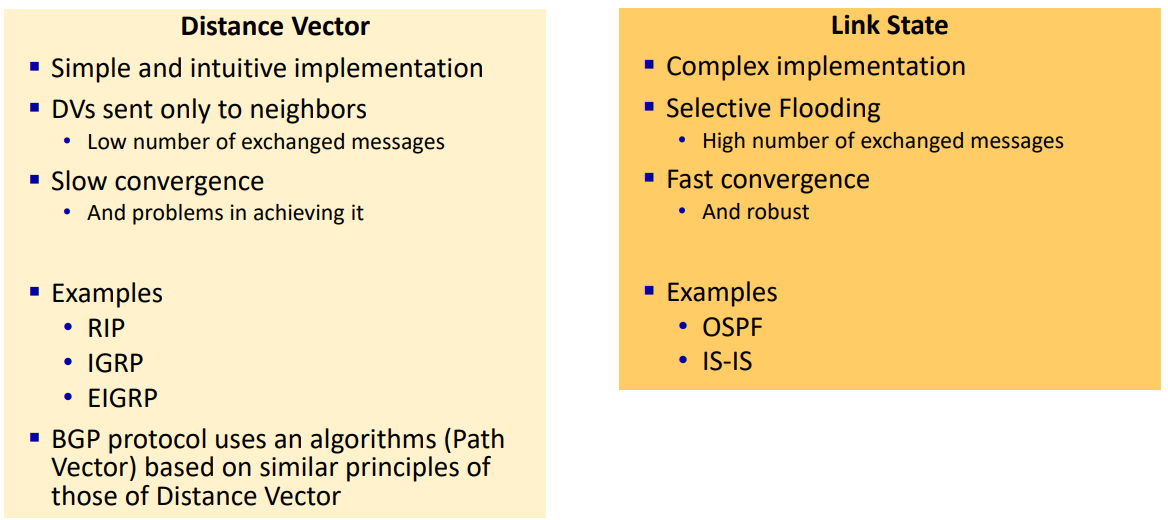 Distance Vector
Simple and intuitive implementation
DVs sent only to neighbors
Low number of exchanged messages
Slow convergence
And problems in achieving it
Examples
RIP
IGRP
EIGRP
BGP protocol uses an algorithms (Path
Vector) based on similar principles of
those of Distance Vector
Link State
Complex implementation
Selective Flooding
High number of exchanged messages
Fast convergence
And robust
Examples
OSPF
IS-IS